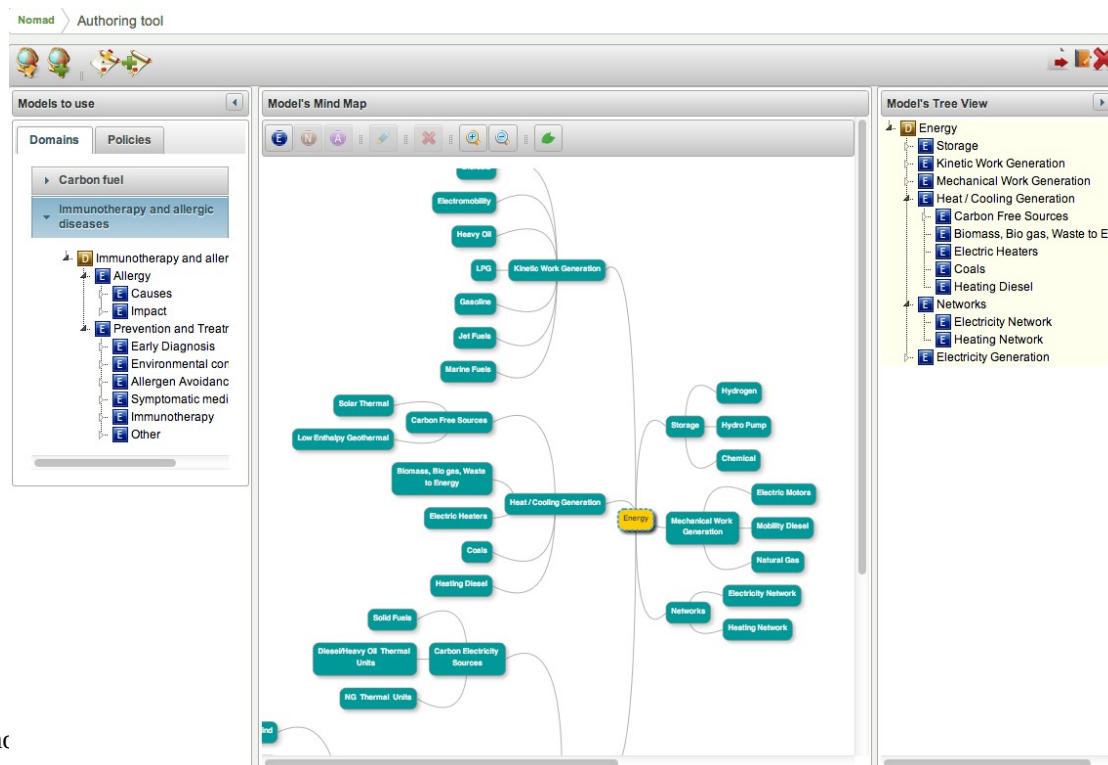 Nomad
Authoring tool
Models to use
Domains
Policies
Carbon fuel
Immunotherapy and allergic
diseases
D Immunotherapy and aller
E Allergy
E Causes
E Impact
E Prevention and Treatr
E Early Diagnosis
E Environmental con
E Allergen Avoidanc
E Symptomatic medi
E Immunotherapy
E Other
Model's Mind Map
E N A
Electromobility
Heavy Oil
LPG
Kinetic Work Generation
Gasoline
Jet Fuels
Marine Fuels
Solar Thermal
Carbon Free Sources
Low Enthalpy Geothermal
Biomass, Bio gas, Waste
to Energy
Heat / Cooling Generation
Electric Heaters
Coals
Heating Diesel
Solid Fuels
Diesel/Heavy Oil Thermal
Units
Carbon Electricity
Sources
NG Thermal Units
ind
Energy
Hydrogen
Storage
Hydro Pump
Chemical
Electric Motors
Mechanical Work
Generation
Mobility Diesel
Natural Gas
Electricity Network
Networks
Heating Network
Model's Tree View
D Energy
E Storage
E Kinetic Work Generation
E Mechanical Work Generation
E Heat / Cooling Generation
E Carbon Free Sources
E Biomass, Bio gas, Waste to E
E Electric Heaters
E Coals
E Heating Diesel
E Networks
E Electricity Network
E Heating Network
E Electricity Generation